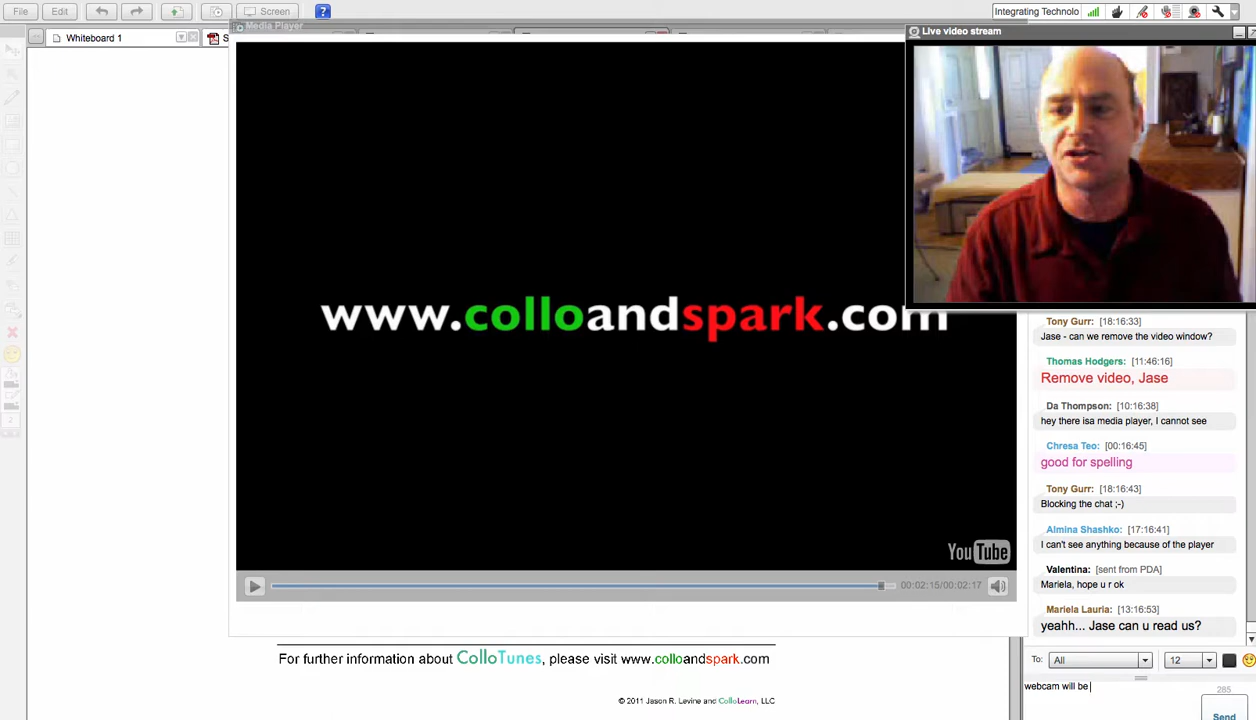 File Edit Screen ? Integrating Technolo
Media Player
Live video stream
Whiteboard 1 S
www.colloandspark.com
Tony Gurr: [18:16:33]
Jase - can we remove the video window?
Thomas Hodgers: [11:46:16]
Remove video, Jase
Da Thompson: [10:16:38]
hey there isa media player, I cannot see
Chresa Teo: [00:16:45]
good for spelling
Tony Gurr: [18:16:43]
Blocking the chat ;-)
Almina Shashko: [17:16:41]
I can't see anything because of the player
Valentina: [sent from PDA]
Mariela, hope u r ok
Mariela Lauria: [13:16:53]
yeahh... Jase can u read us?
YouTube
00:02:15/00:02:17
2
For further information about ColloTunes, please visit www.colloandspark.com
© 2011 Jason R. Levine and ColloLearn, LLC
To: All 12
webcam will be
285
Send